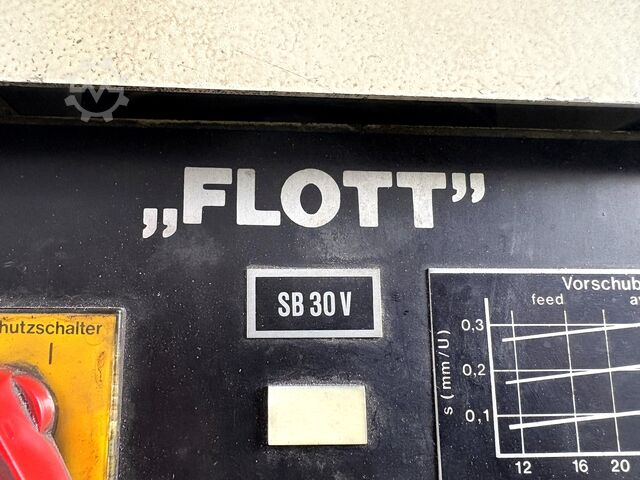 „FLOTT”
SB 30 V
hutzschalter
I
Vorschub
feed
s (mm/U)
0,3
0,2
0,1
12 16 20